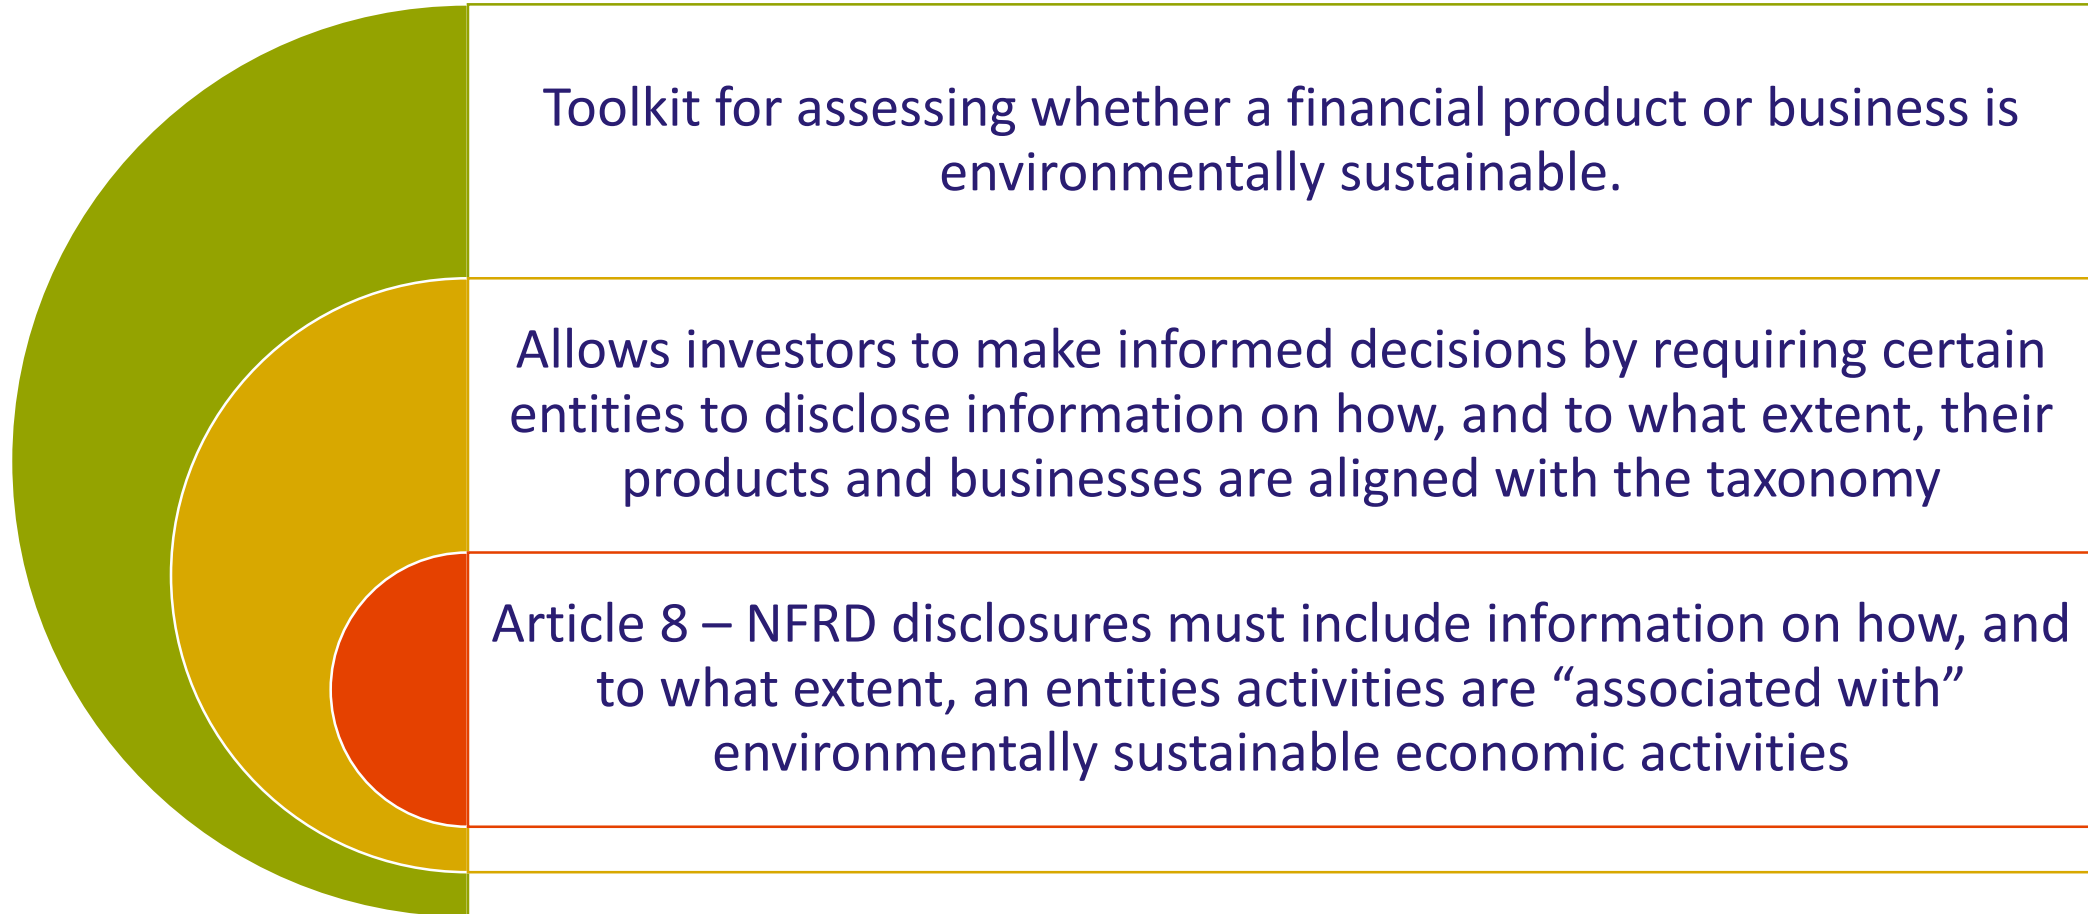 Toolkit for assessing whether a financial product or business is
environmentally sustainable.
Allows investors to make informed decisions by requiring certain
entities to disclose information on how, and to what extent, their
products and businesses are aligned with the taxonomy
Article 8 – NFRD disclosures must include information on how, and
to what extent, an entities activities are “associated with”
environmentally sustainable economic activities